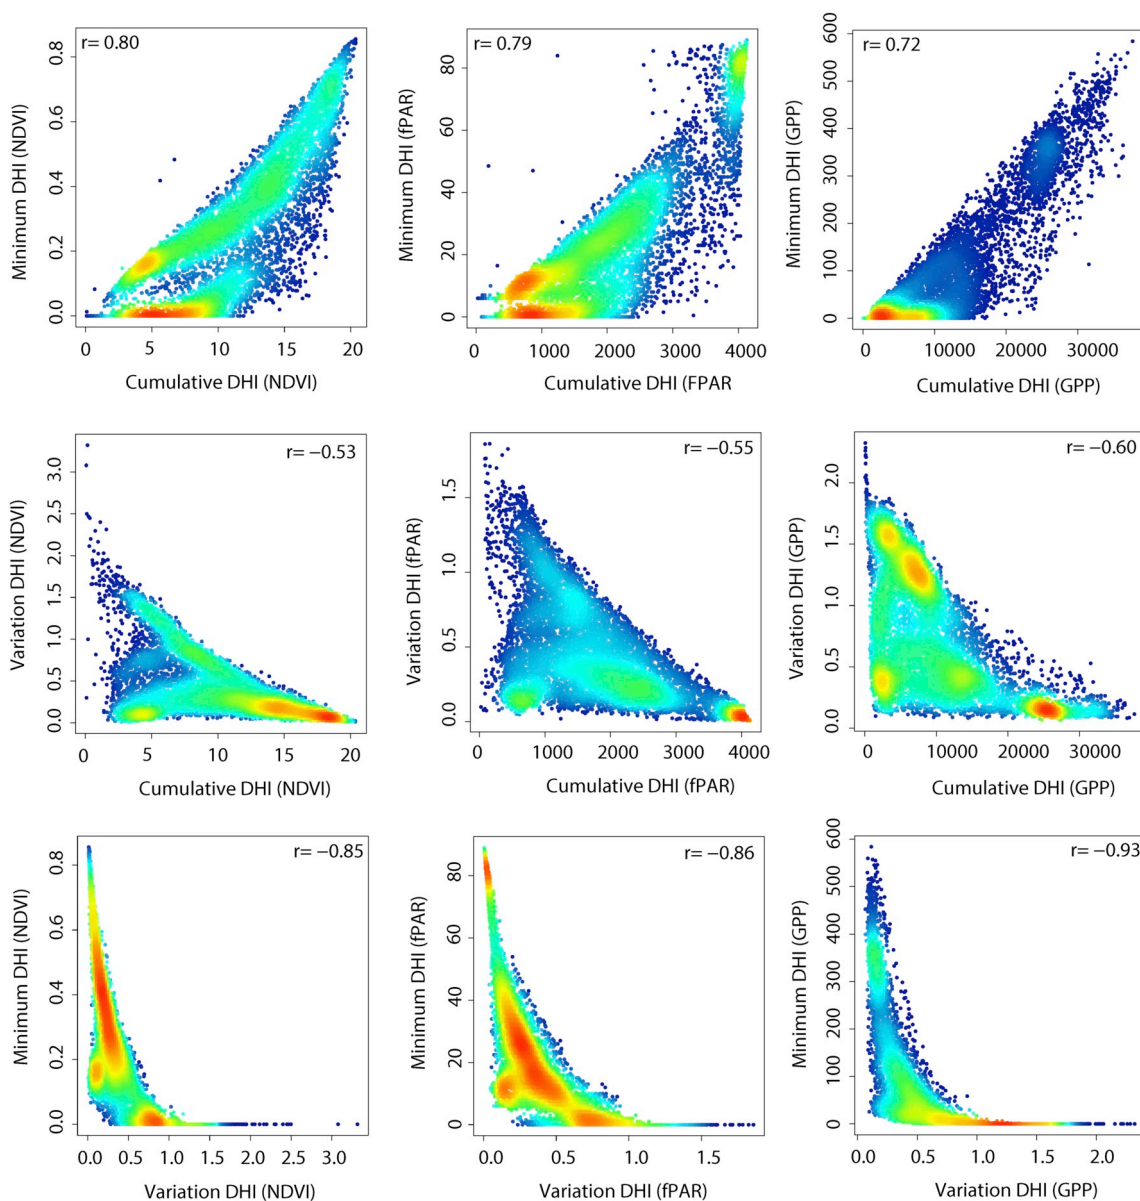 r= 0.80
Minimum DHI (NDVI)
0.0 0.2 0.4 0.6 0.8
0 5 10 15 20
Cumulative DHI (NDVI)
r= 0.79
Minimum DHI (fPAR)
0 20 40 60 80
0 1000 2000 3000 4000
Cumulative DHI (FPAR
r= 0.72
Minimum DHI (GPP)
0 100 200 300 400 500 600
0 10000 20000 30000
Cumulative DHI (GPP)
r= −0.53
Variation DHI (NDVI)
0.0 0.5 1.0 1.5 2.0 2.5 3.0
0 5 10 15 20
Cumulative DHI (NDVI)
r= −0.55
Variation DHI (fPAR)
0.0 0.5 1.0 1.5
0 1000 2000 3000 4000
Cumulative DHI (fPAR)
r= −0.60
Variation DHI (GPP)
0.0 0.5 1.0 1.5 2.0
0 10000 20000 30000
Cumulative DHI (GPP)
r= −0.85
Minimum DHI (NDVI)
0.0 0.2 0.4 0.6 0.8
0.0 0.5 1.0 1.5 2.0 2.5 3.0
Variation DHI (NDVI)
r= −0.86
Minimum DHI (fPAR)
0 20 40 60 80
0.0 0.5 1.0 1.5
Variation DHI (fPAR)
r= −0.93
Minimum DHI (GPP)
0 100 200 300 400 500 600
0.0 0.5 1.0 1.5 2.0
Variation DHI (GPP)